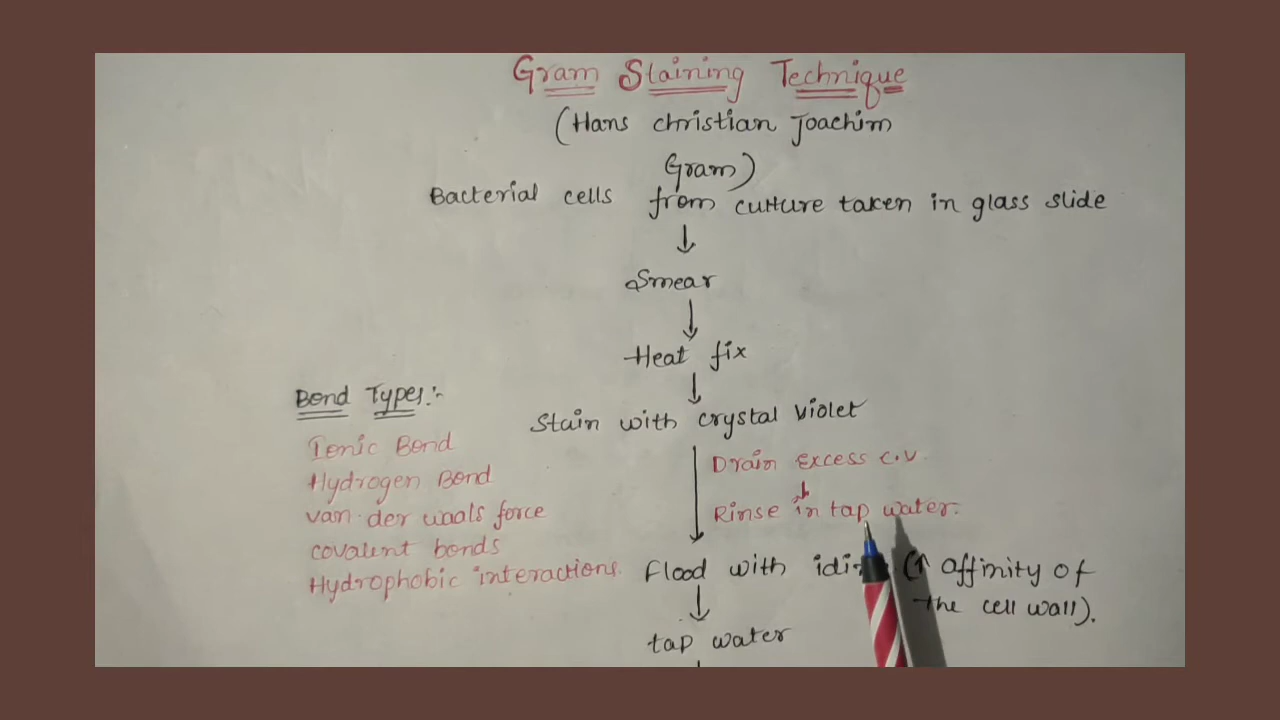 Gram Staining Technique
(Hans christian Joachim
Gram)
Bacterial cells from culture taken in glass slide
↓
Smear
↓
Heat fix
↓
Stain with crystal violet
↓ Drain excess c.v
↓
Rinse in tap water.
Flood with (↑ affinity of
the cell wall).
↓
tap water
Bond Types:-
Ionic Bond
Hydrogen Bond
van der waals force
covalent bonds
Hydrophobic interactions.